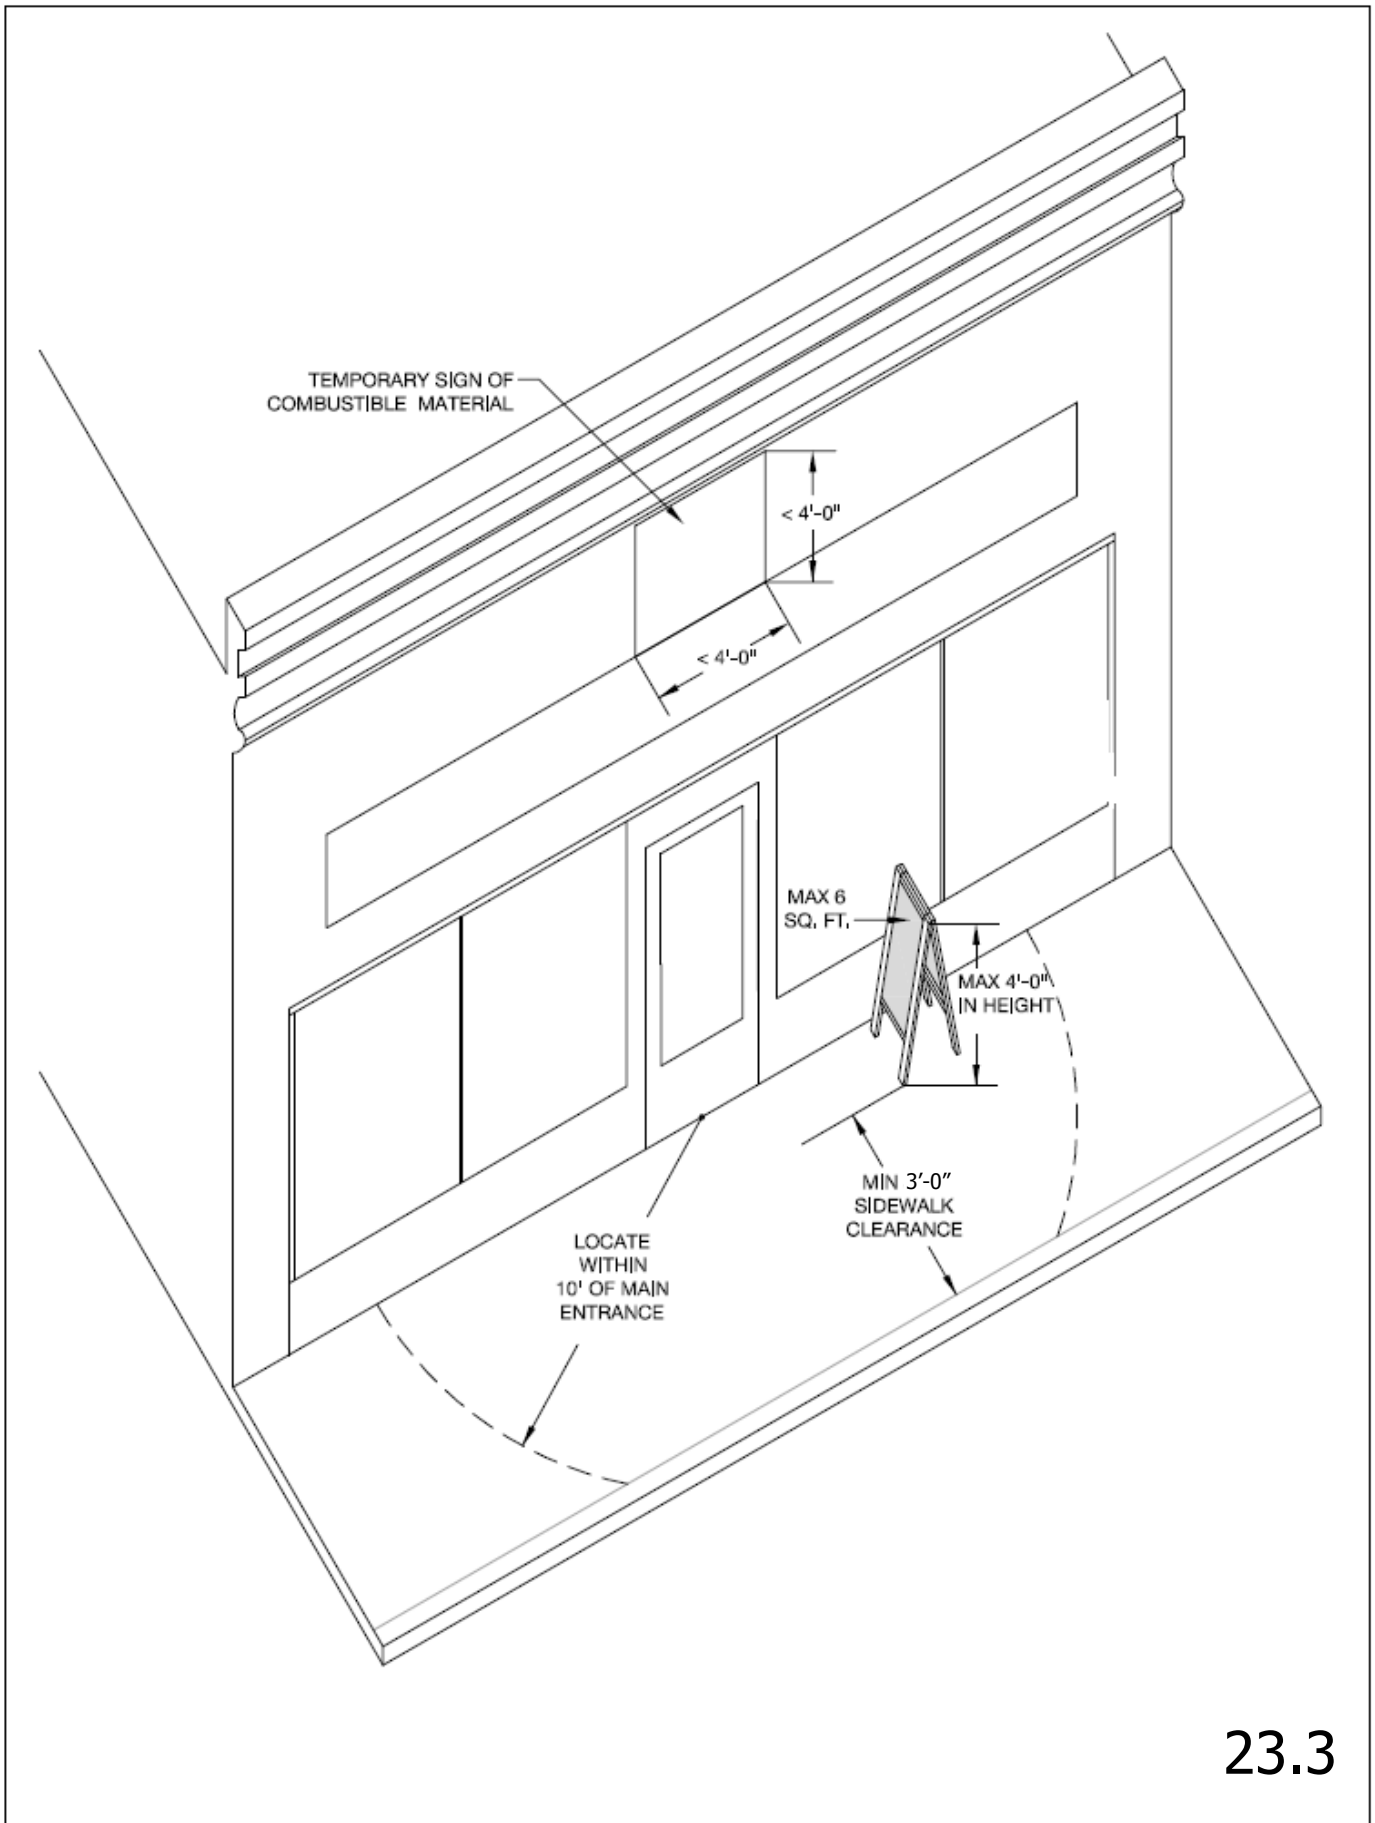 TEMPORARY SIGN OF
COMBUSTIBLE MATERIAL
< 4'-0"
< 4'-0"
MAX 6
SQ. FT.
MAX 4'-0"
IN HEIGHT
MIN 3’-0”
SIDEWALK
CLEARANCE
LOCATE
WITHIN
10' OF MAIN
ENTRANCE
23.3